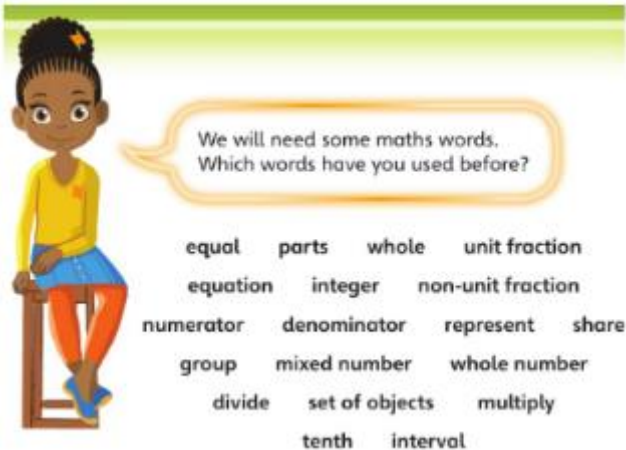 We will need some maths words.
Which words have you used before?
equal parts whole unit fraction
equation integer non-unit fraction
numerator denominator represent share
group mixed number whole number
divide set of objects multiply
tenth interval